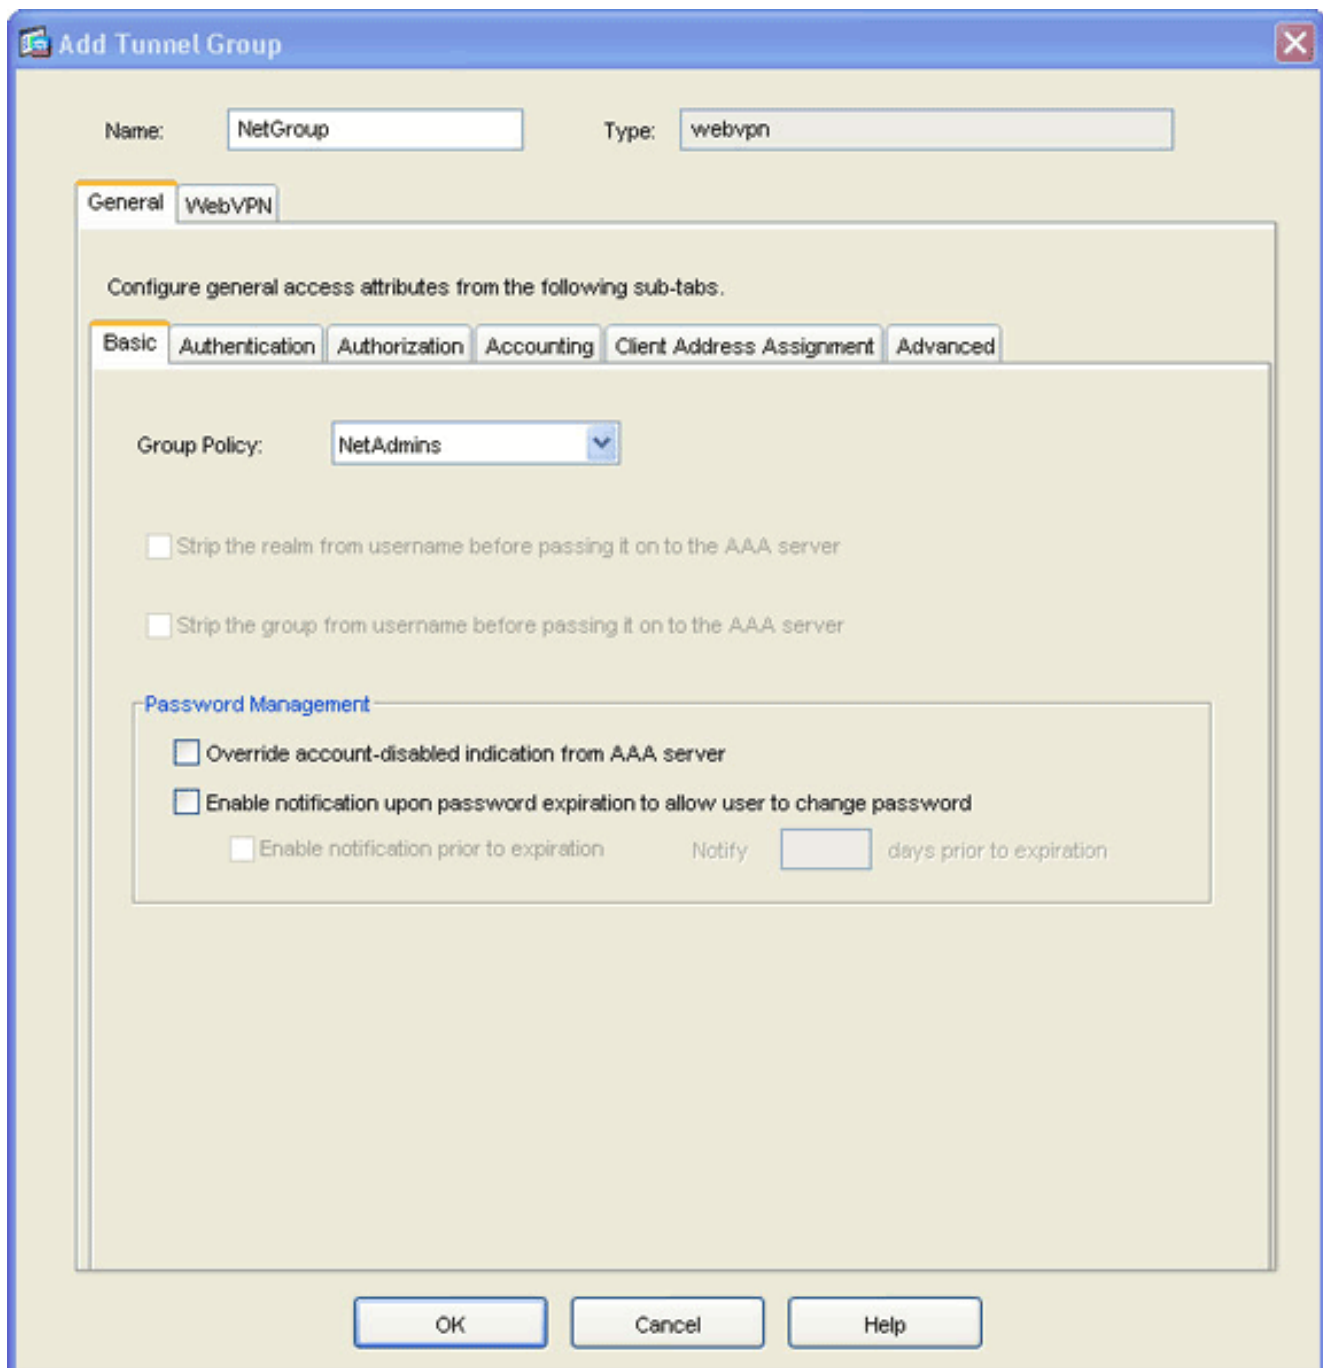 Add Tunnel Group
Name: NetGroup Type: webvpn
General WebVPN
Configure general access attributes from the following sub-tabs.
Basic Authentication Authorization Accounting Client Address Assignment Advanced
Group Policy: NetAdmins
Strip the realm from username before passing it on to the AAA server
Strip the group from username before passing it on to the AAA server
Password Management
Override account-disabled indication from AAA server
Enable notification upon password expiration to allow user to change password
Enable notification prior to expiration Notify days prior to expiration
OK Cancel Help